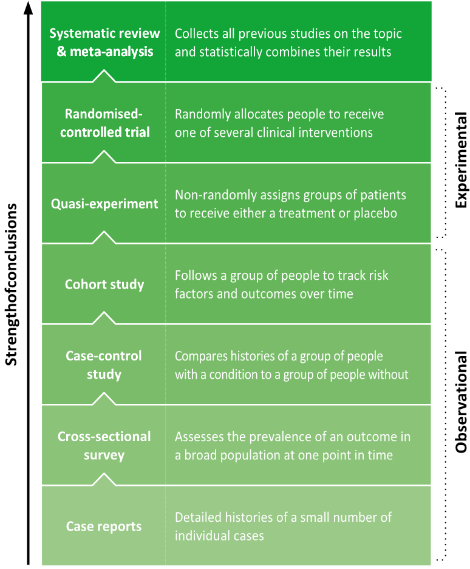 Systematic review
& meta-analysis
Collects all previous studies on the topic
and statistically combines their results
Randomised-
controlled trial
Randomly allocates people to receive
one of several clinical interventions
Quasi-experiment
Non-randomly assigns groups of patients
to receive either a treatment or placebo
Cohort study
Follows a group of people to track risk
factors and outcomes over time
Case-control
study
Compares histories of a group of people
with a condition to a group of people without
Cross-sectional
survey
Assesses the prevalence of an outcome in
a broad population at one point in time
Case reports
Detailed histories of a small number of
individual cases
Strengthofconclusions
Experimental
Observational